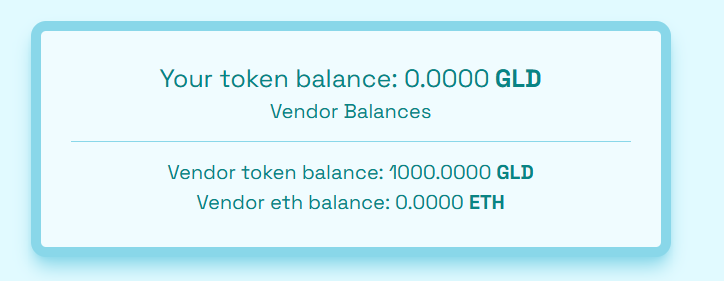 Your token balance: 0.0000 GLD
Vendor Balances
Vendor token balance: 1000.0000 GLD
Vendor eth balance: 0.0000 ETH